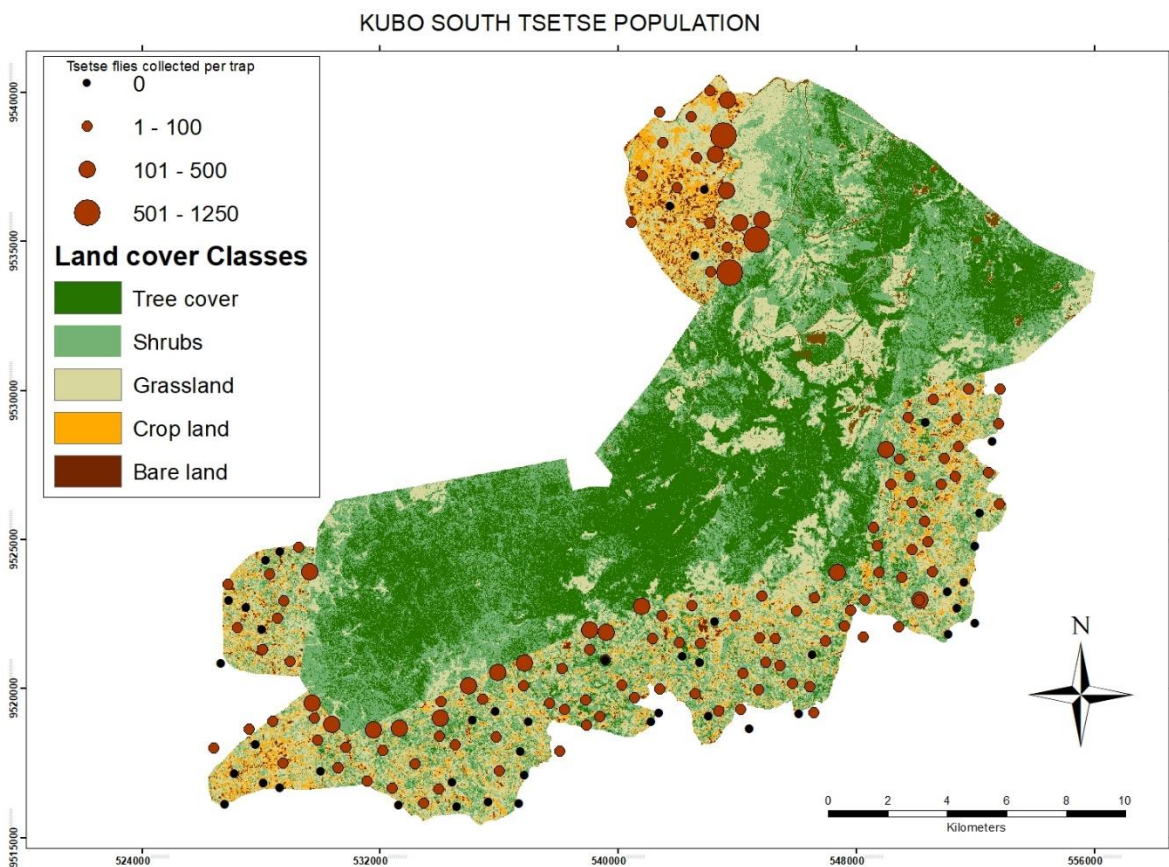 KUBO SOUTH TSETSE POPULATION
Tsetse flies collected per trap
0
1 - 100
101 - 500
501 - 1250
Land cover Classes
Tree cover
Shrubs
Grassland
Crop land
Bare land
9540000
9535000
9530000
9525000
9520000
9515000
N
0 2 4 6 8 10
Kilometers
524000 532000 540000 548000 556000